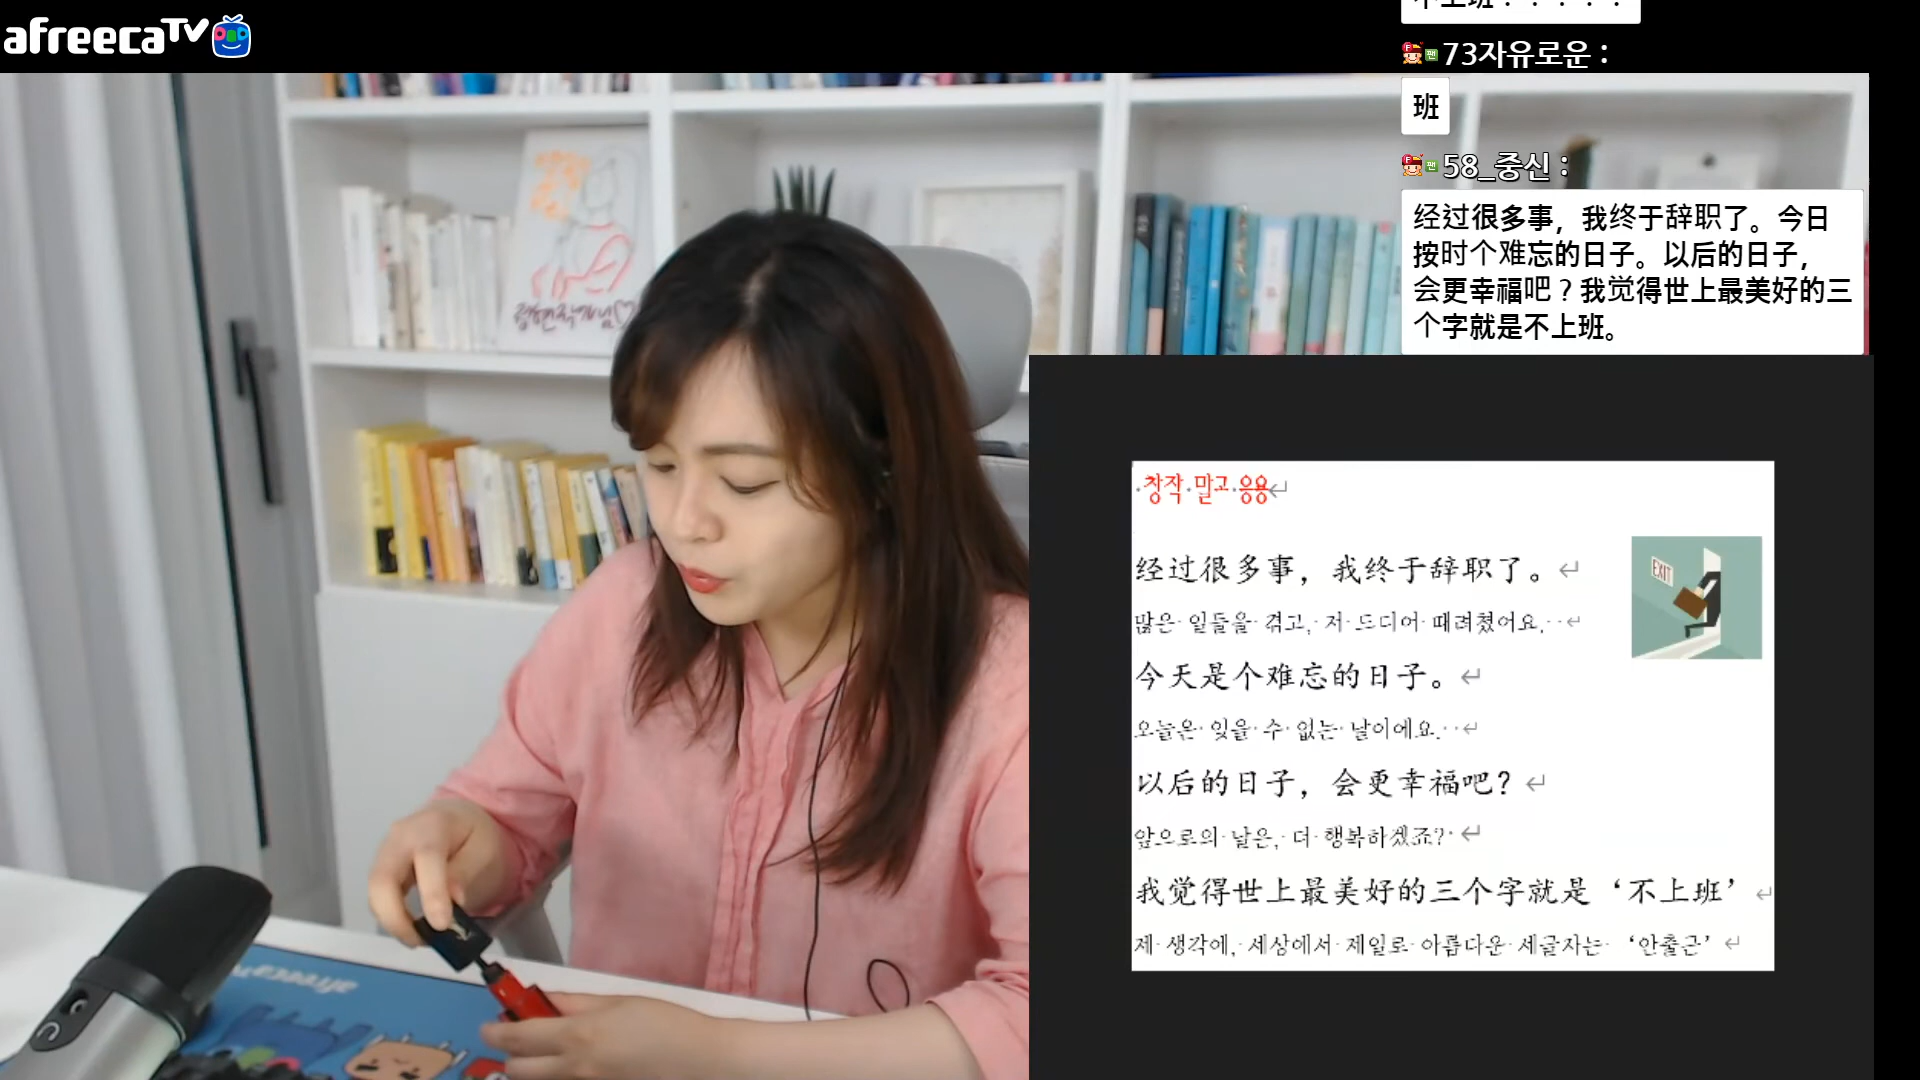 afreecaTV
73자유로운 :
班
58_중신 :
经过很多事，我终于辞职了。今日
按时个难忘的日子。以后的日子，
会更幸福吧？我觉得世上最美好的三
个字就是不上班。
창작 말고 응용
经过很多事，我终于辞职了。
많은 일들을 겪고, 저 드디어 때려쳤어요.
EXIT
今天是个难忘的日子。
오늘은 잊을 수 없는 날이에요.
以后的日子，会更幸福吧？
앞으로의 날은, 더 행복하겠죠?
我觉得世上最美好的三个字就是‘不上班’
제 생각에, 세상에서 제일로 아름다운 세글자는 ‘안출근’
afreeca